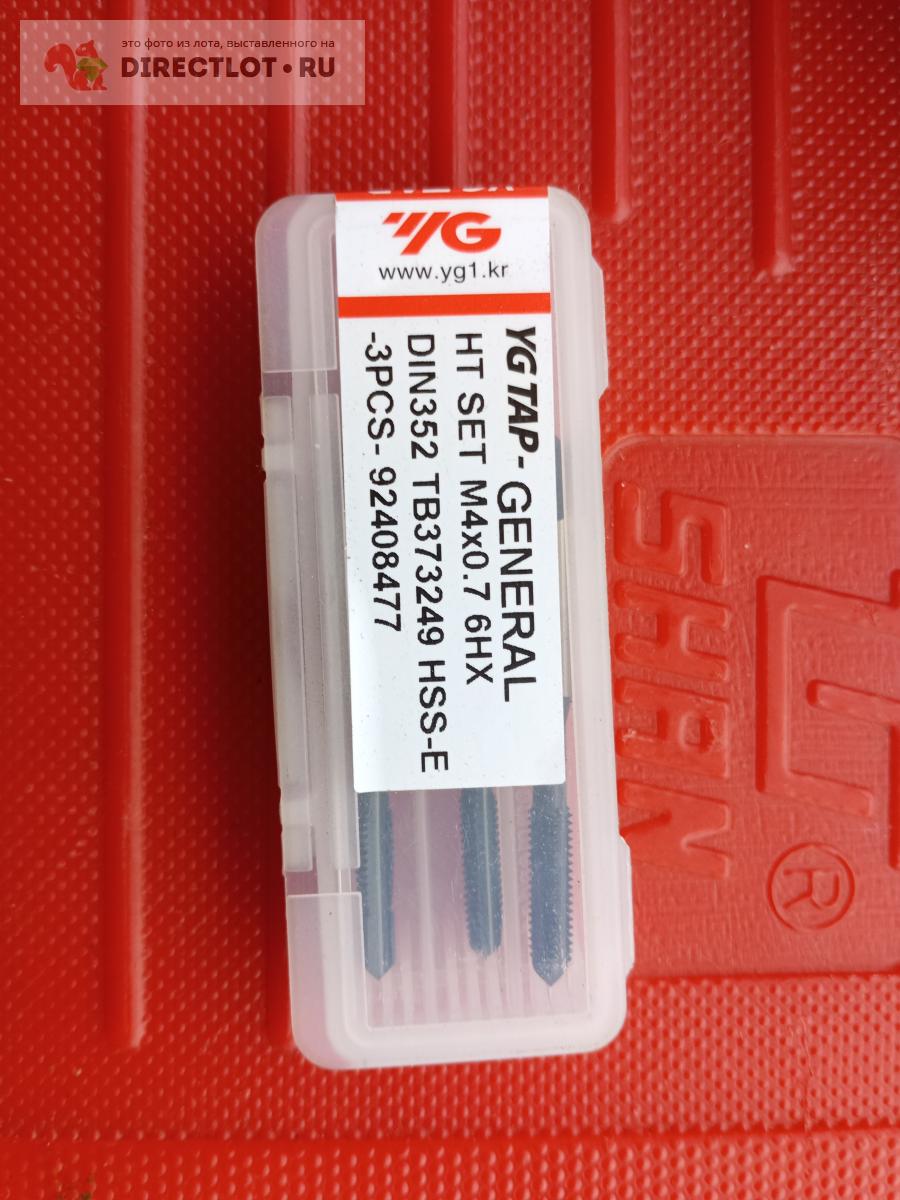 это фото из лота, выставленного на
DIRECTLOT•RU
YG
www.yg1.kr
YG TAP - GENERAL
HT SET M4x0.7 6HX
DIN352 TB373249 HSS-E
-3PCS- 92408477
SHAN
®